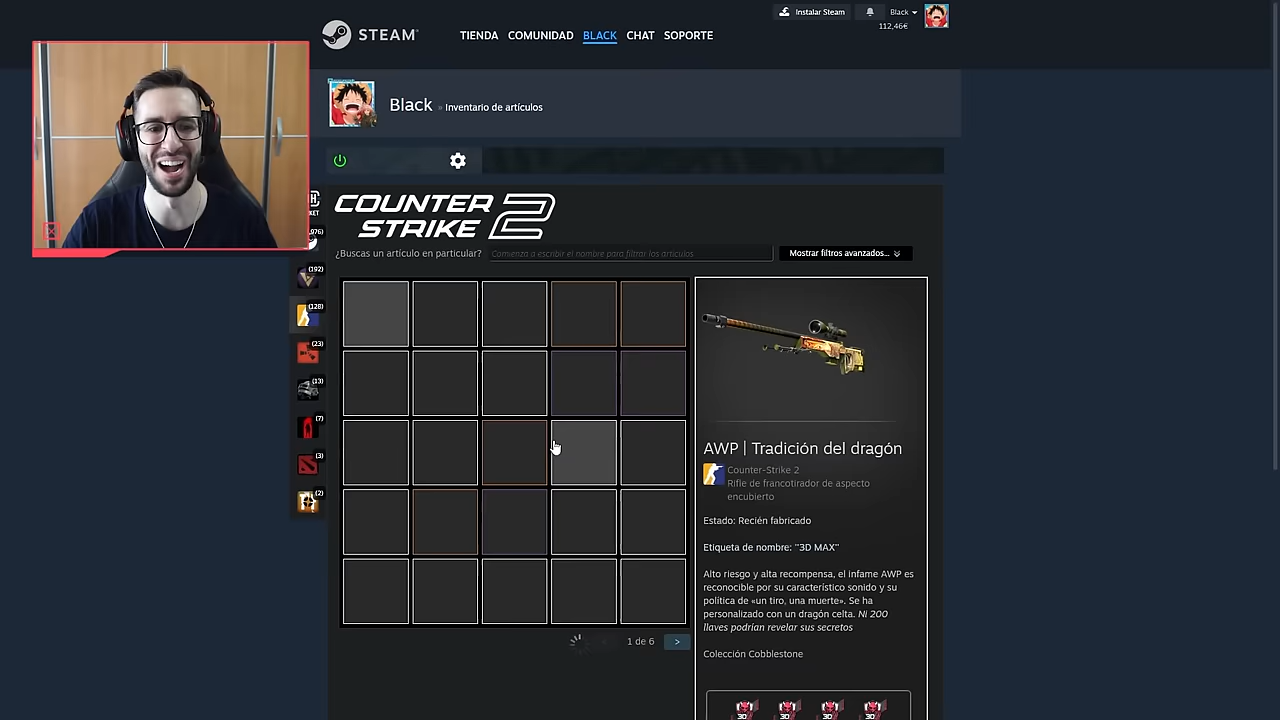 Instalar Steam
Black
112,46€
STEAM®
TIENDA COMUNIDAD BLACK CHAT SOPORTE
Black » Inventario de artículos
COUNTER
STRIKE 2
¿Buscas un artículo en particular? Comienza a escribir el nombre para filtrar los artículos Mostrar filtros avanzados...
(192)
(128)
(23)
(13)
(7)
(3)
(2)
AWP | Tradición del dragón
Counter-Strike 2
Rifle de francotirador de aspecto
encubierto
Estado: Recién fabricado
Etiqueta de nombre: ''3D MAX''
Alto riesgo y alta recompensa, el infame AWP es
reconocible por su característico sonido y su
política de «un tiro, una muerte». Se ha
personalizado con un dragón celta. Ni 200
llaves podrían revelar sus secretos
Colección Cobblestone
1 de 6 >
30 30 30 30